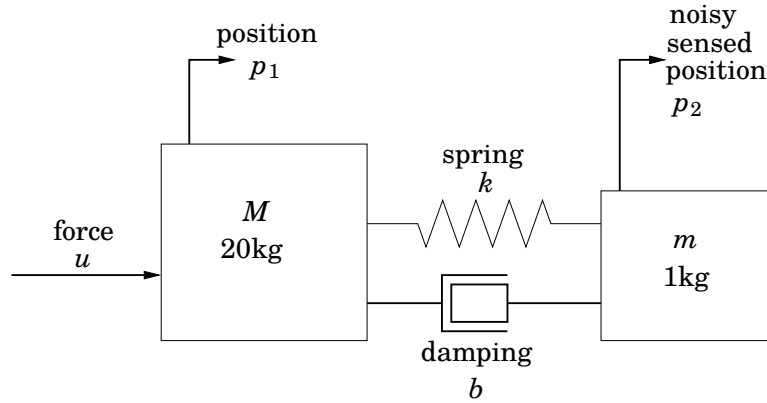 position
p1
noisy
sensed
position
p2
force
u
M
20kg
spring
k
damping
b
m
1kg